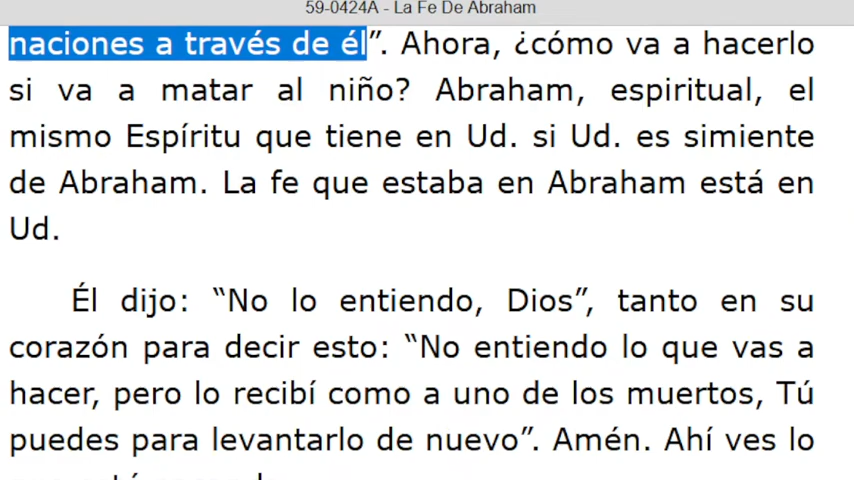 59-0424A - La Fe De Abraham
naciones a través de él”. Ahora, ¿cómo va a hacerlo
si va a matar al niño? Abraham, espiritual, el
mismo Espíritu que tiene en Ud. si Ud. es simiente
de Abraham. La fe que estaba en Abraham está en
Ud.
Él dijo: “No lo entiendo, Dios”, tanto en su
corazón para decir esto: “No entiendo lo que vas a
hacer, pero lo recibí como a uno de los muertos, Tú
puedes para levantarlo de nuevo”. Amén. Ahí ves lo